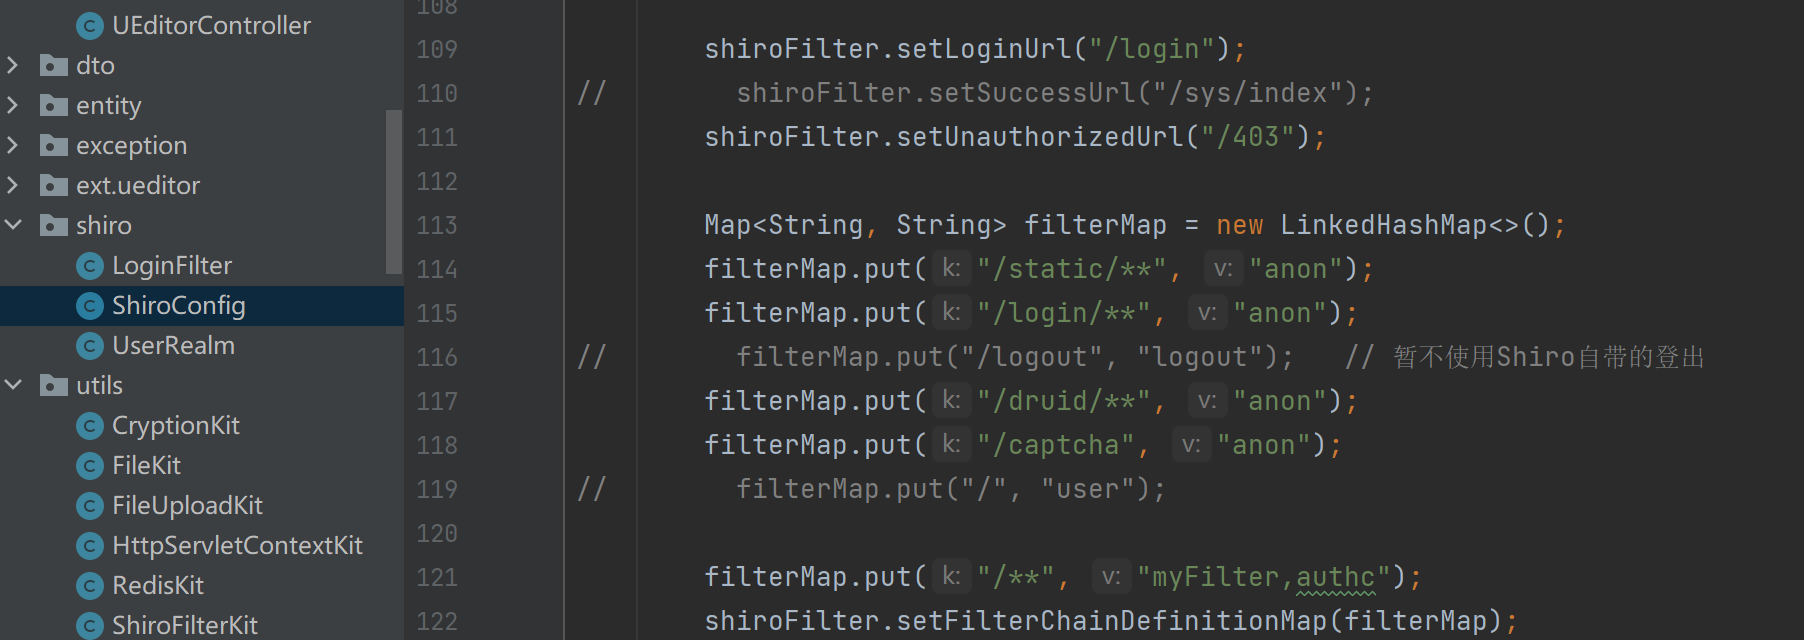 UEditorController
dto
entity
exception
ext.ueditor
shiro
LoginFilter
ShiroConfig
UserRealm
utils
CryptionKit
FileKit
FileUploadKit
HttpServletContextKit
RedisKit
ShiroFilterKit
108
109 shiroFilter.setLoginUrl("/login");
110 // shiroFilter.setSuccessUrl("/sys/index");
111 shiroFilter.setUnauthorizedUrl("/403");
112
113 Map<String, String> filterMap = new LinkedHashMap<>();
114 filterMap.put( k: "/static/**", v: "anon");
115 filterMap.put( k: "/login/**", v: "anon");
116 // filterMap.put("/logout", "logout"); // 暂不使用Shiro自带的登出
117 filterMap.put( k: "/druid/**", v: "anon");
118 filterMap.put( k: "/captcha", v: "anon");
119 // filterMap.put("/", "user");
120
121 filterMap.put( k: "/**", v: "myFilter,authc");
122 shiroFilter.setFilterChainDefinitionMap(filterMap);